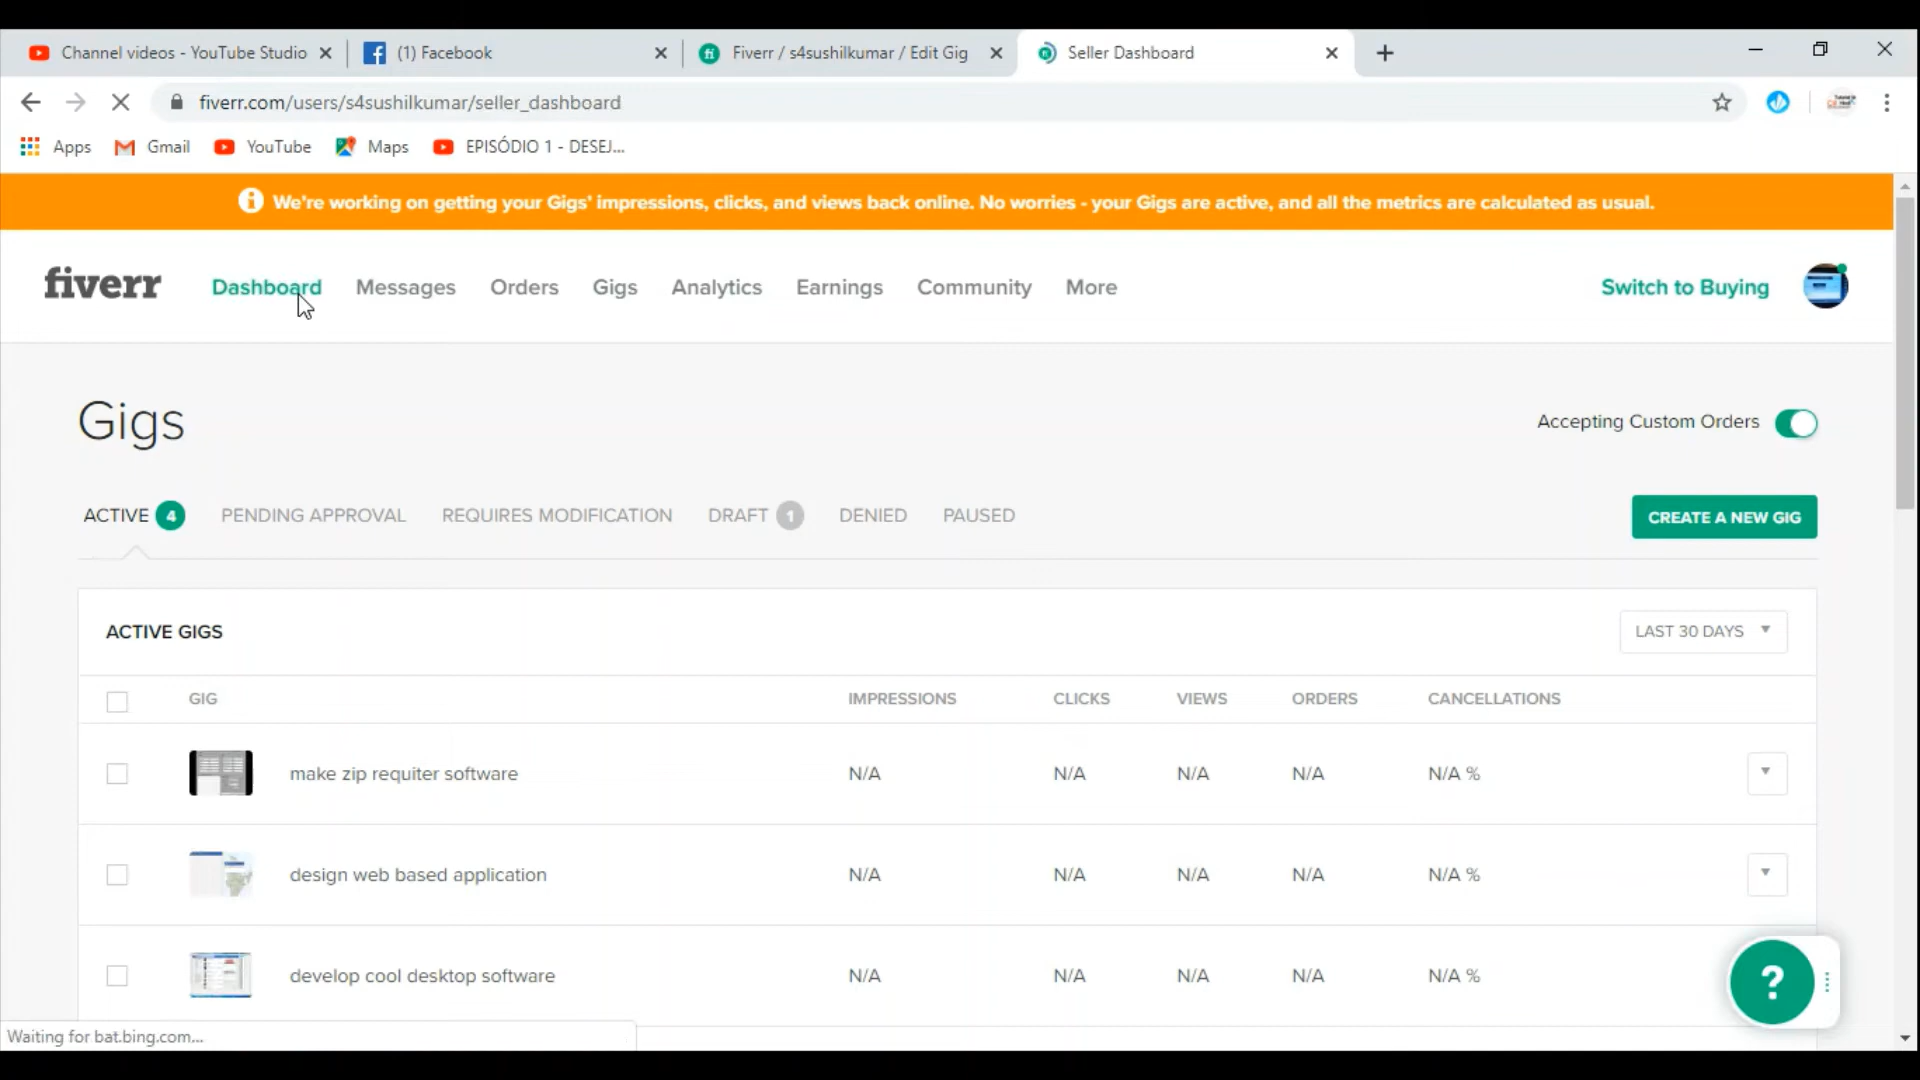 Channel videos - YouTube Studio
(1) Facebook
Fiverr / s4sushilkumar / Edit Gig
Seller Dashboard
fiverr.com/users/s4sushilkumar/seller_dashboard
Apps
Gmail
YouTube
Maps
EPISÓDIO 1 - DESEJ...
We're working on getting your Gigs' impressions, clicks, and views back online. No worries - your Gigs are active, and all the metrics are calculated as usual.
fiverr
Dashboard
Messages
Orders
Gigs
Analytics
Earnings
Community
More
Switch to Buying
Gigs
Accepting Custom Orders
ACTIVE 4
PENDING APPROVAL
REQUIRES MODIFICATION
DRAFT 1
DENIED
PAUSED
CREATE A NEW GIG
ACTIVE GIGS
LAST 30 DAYS
GIG IMPRESSIONS CLICKS VIEWS ORDERS CANCELLATIONS
make zip requiter software N/A N/A N/A N/A N/A %
design web based application N/A N/A N/A N/A N/A %
develop cool desktop software N/A N/A N/A N/A N/A %
?
Waiting for bat.bing.com...